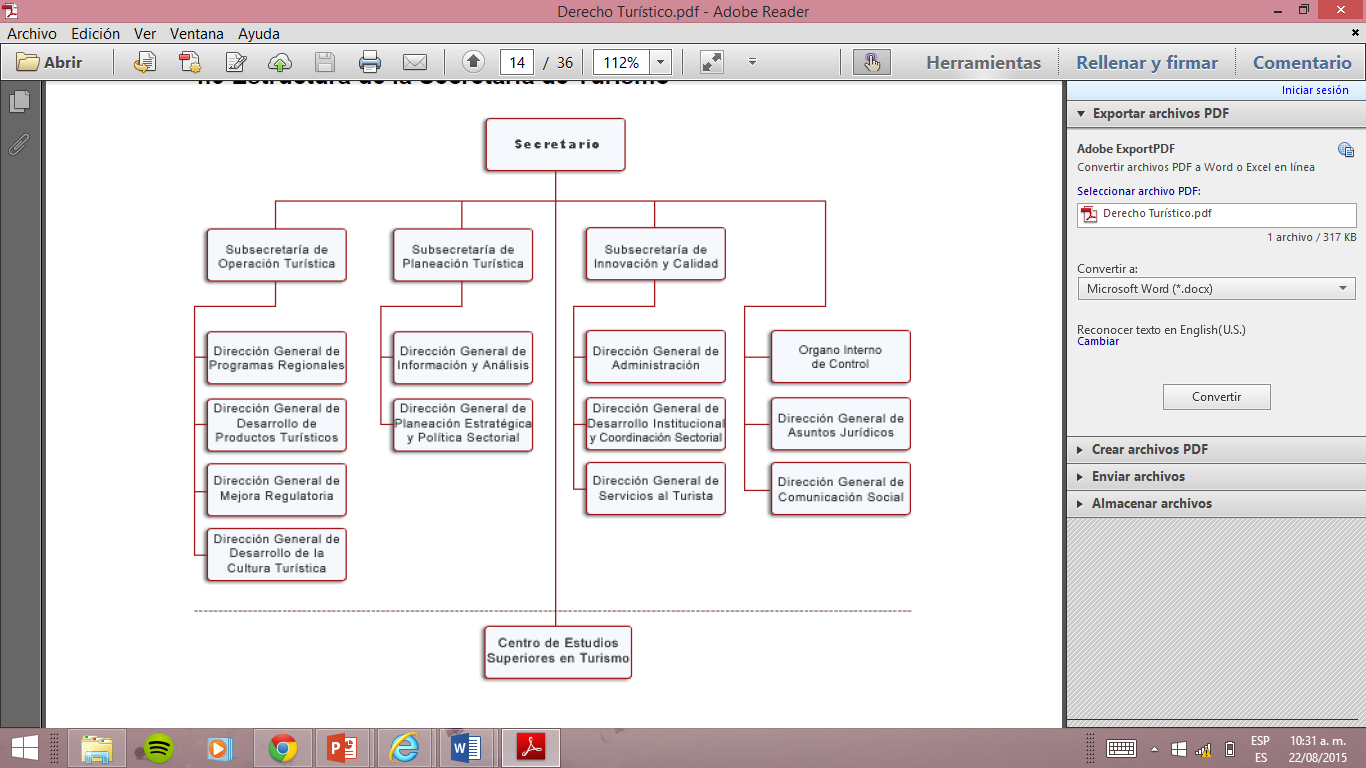 Derecho Turístico.pdf - Adobe Reader
Archivo Edición Ver Ventana Ayuda
Abrir 14 / 36 112% Herramientas Rellenar y firmar Comentario
Estructura de la Secretaría de Turismo
Secretario
Subsecretaría de
Operación Turística
Subsecretaría de
Planeación Turística
Subsecretaría de
Innovación y Calidad
Dirección General de
Programas Regionales
Dirección General de
Desarrollo de
Productos Turísticos
Dirección General de
Mejora Regulatoria
Dirección General de
Desarrollo de la
Cultura Turística
Dirección General de
Información y Análisis
Dirección General de
Planeación Estratégica
y Política Sectorial
Dirección General de
Administración
Dirección General de
Desarrollo Institucional
y Coordinación Sectorial
Dirección General de
Servicios al Turista
Organo Interno
de Control
Dirección General de
Asuntos Jurídicos
Dirección General de
Comunicación Social
Centro de Estudios
Superiores en Turismo
Iniciar sesión
Exportar archivos PDF
Adobe ExportPDF
Convertir archivos PDF a Word o Excel en línea
Seleccionar archivo PDF:
Derecho Turístico.pdf
1 archivo / 317 KB
Convertir a:
Microsoft Word (*.docx)
Reconocer texto en English(U.S.)
Cambiar
Convertir
Crear archivos PDF
Enviar archivos
Almacenar archivos
ESP
ES
10:31 a. m.
22/08/2015